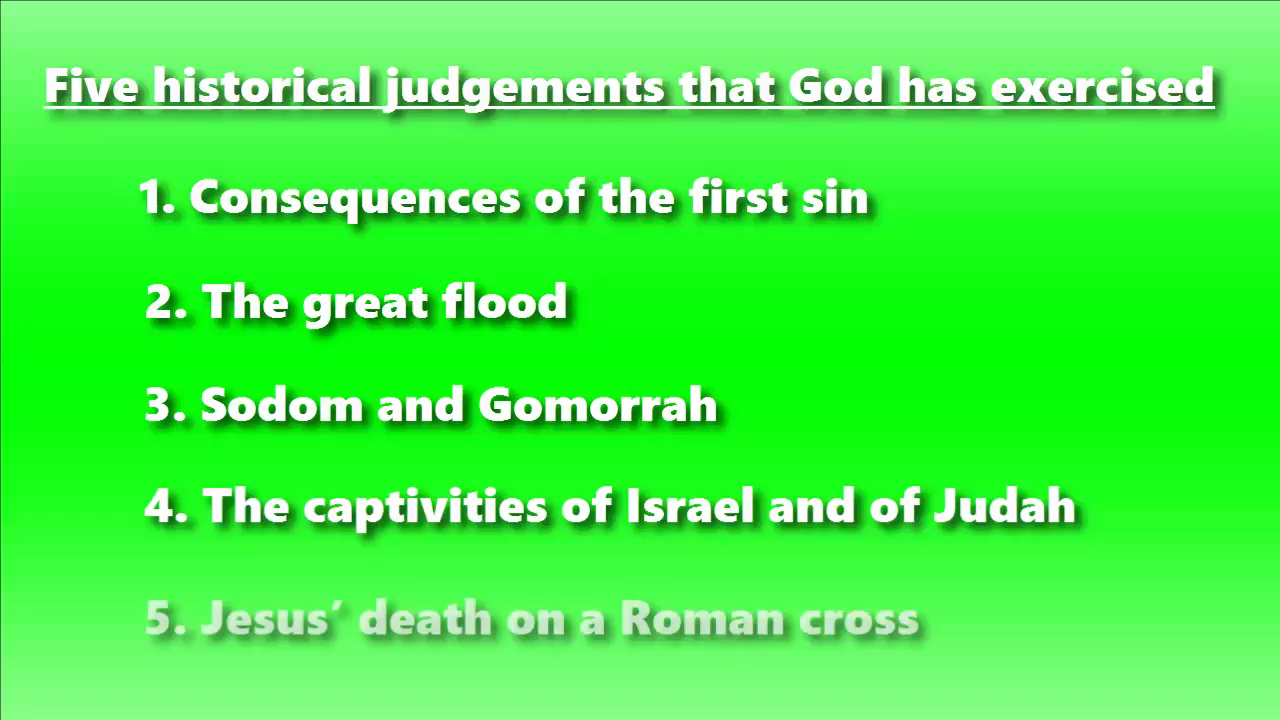 Five historical judgements that God has exercised
1. Consequences of the first sin
2. The great flood
3. Sodom and Gomorrah
4. The captivities of Israel and of Judah
5. Jesus’ death on a Roman cross